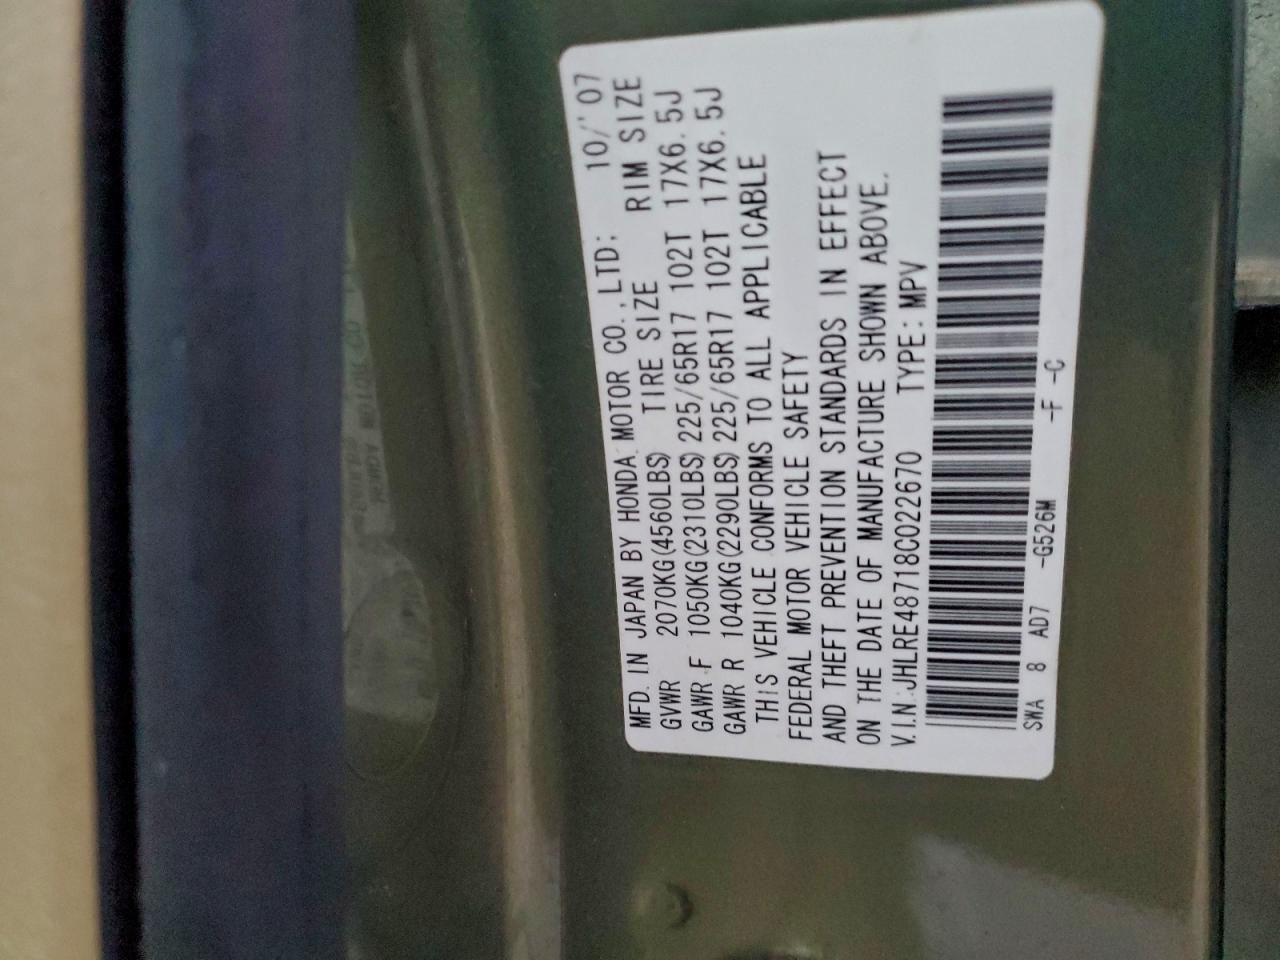 MFD. IN JAPAN BY HONDA MOTOR CO., LTD: 10/'07
GVWR 2070KG(4560LBS) TIRE SIZE RIM SIZE
GAWR F 1050KG(2310LBS) 225/65R17 102T 17X6.5J
GAWR R 1040KG(2290LBS) 225/65R17 102T 17X6.5J
THIS VEHICLE CONFORMS TO ALL APPLICABLE
FEDERAL MOTOR VEHICLE SAFETY
AND THEFT PREVENTION STANDARDS IN EFFECT
ON THE DATE OF MANUFACTURE SHOWN ABOVE.
V.I.N.:JHLRE48718C022670 TYPE:MPV
SWA 8 AD7 -G526M -F -C